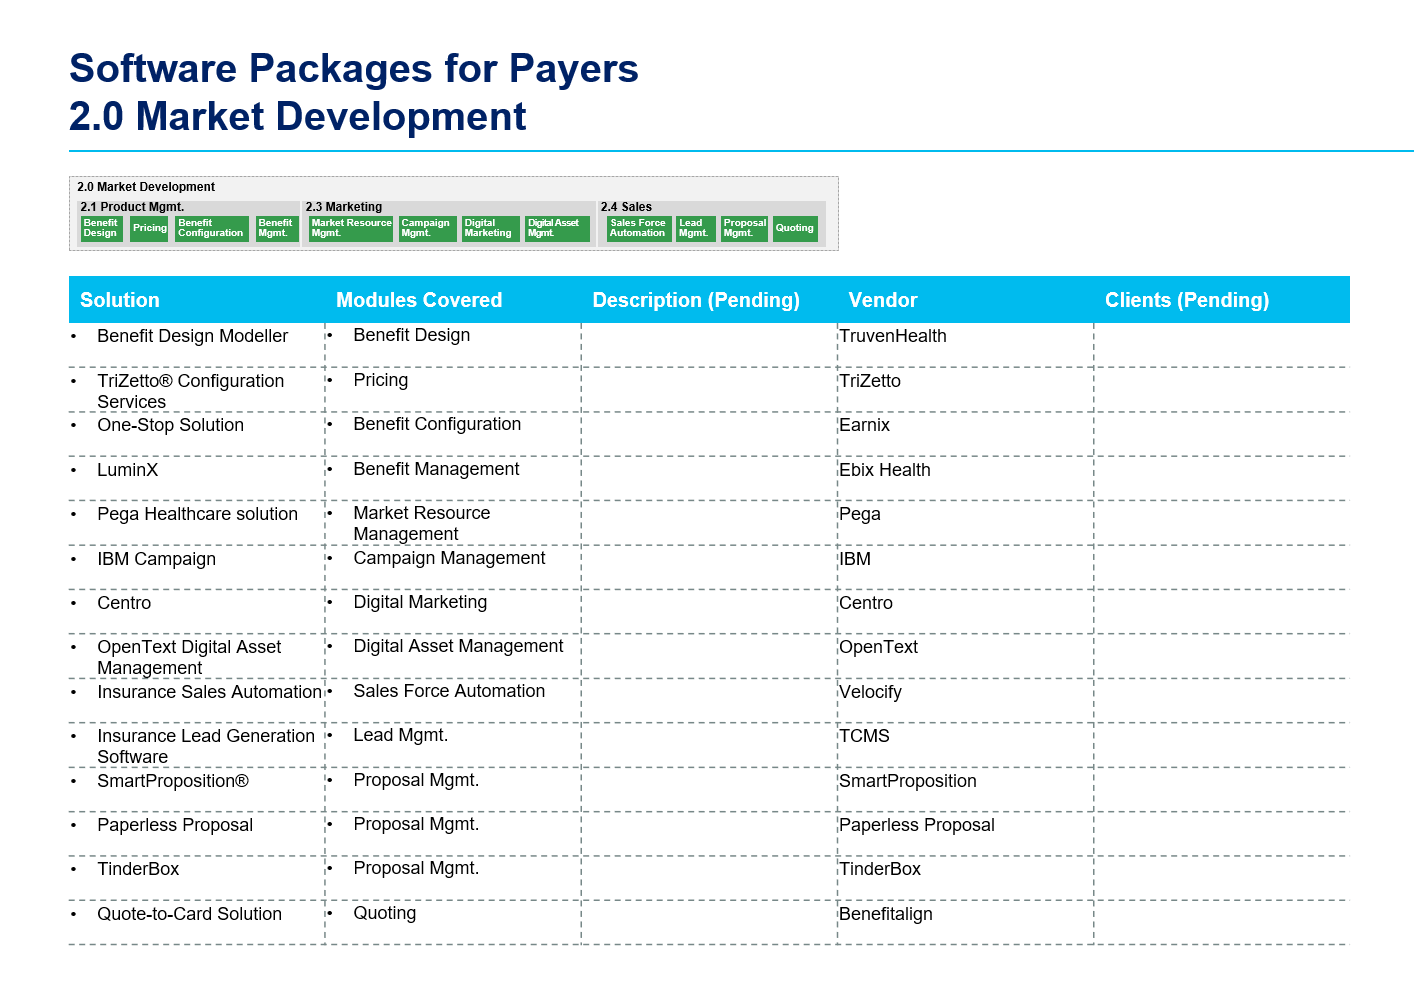 Software Packages for Payers
2.0 Market Development
2.0 Market Development
2.1 Product Mgmt.
Benefit
Design
Pricing
Benefit
Configuration
Benefit
Mgmt.
2.3 Marketing
Market Resource
Mgmt.
Campaign
Mgmt.
Digital
Marketing
Digital Asset
Mgmt.
2.4 Sales
Sales Force
Automation
Lead
Mgmt.
Proposal
Mgmt.
Quoting
Solution Modules Covered Description (Pending) Vendor Clients (Pending)
• Benefit Design Modeller • Benefit Design TruvenHealth
• TriZetto® Configuration • Pricing TriZetto
Services
• One-Stop Solution • Benefit Configuration Earnix
• LuminX • Benefit Management Ebix Health
• Pega Healthcare solution • Market Resource Pega
Management
• IBM Campaign • Campaign Management IBM
• Centro • Digital Marketing Centro
• OpenText Digital Asset • Digital Asset Management OpenText
Management
• Insurance Sales Automation • Sales Force Automation Velocify
• Insurance Lead Generation • Lead Mgmt. TCMS
Software
• SmartProposition® • Proposal Mgmt. SmartProposition
• Paperless Proposal • Proposal Mgmt. Paperless Proposal
• TinderBox • Proposal Mgmt. TinderBox
• Quote-to-Card Solution • Quoting Benefitalign